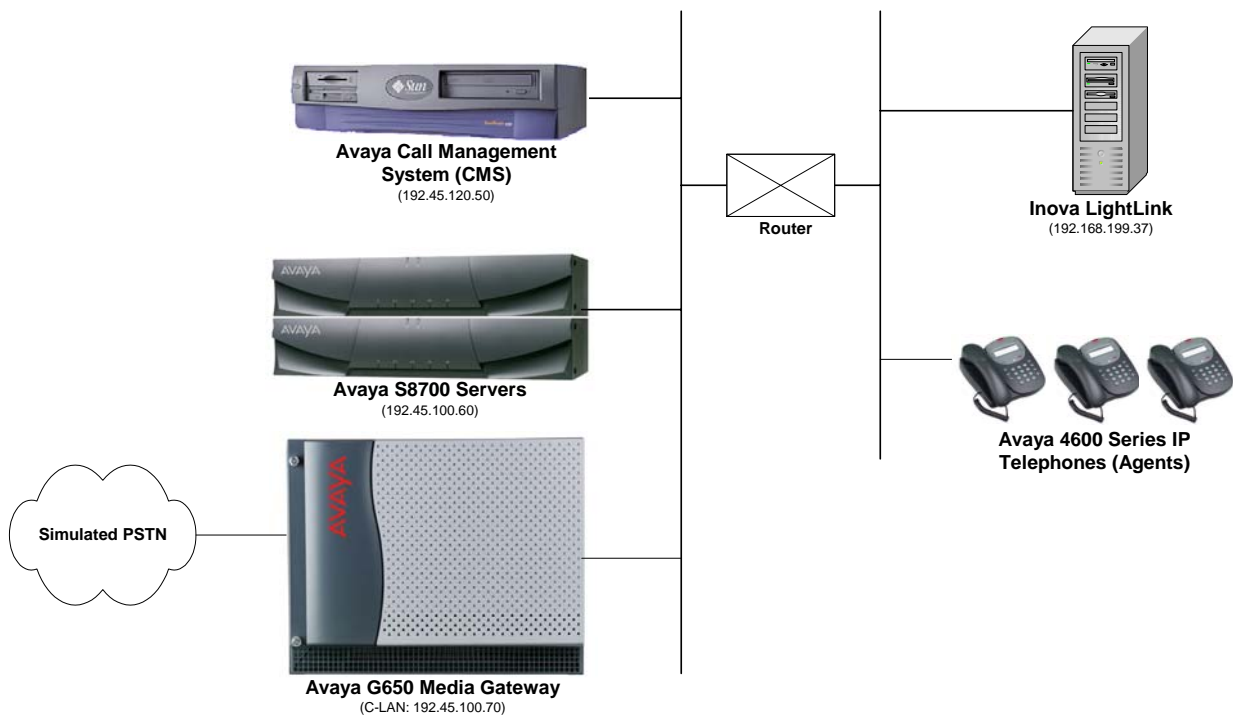 Sun
Avaya Call Management
System (CMS)
(192.45.120.50)
Router
Inova LightLink
(192.168.199.37)
AVAYA
AVAYA
Avaya S8700 Servers
(192.45.100.60)
Avaya 4600 Series IP
Telephones (Agents)
Simulated PSTN
AVAYA
Avaya G650 Media Gateway
(C-LAN: 192.45.100.70)